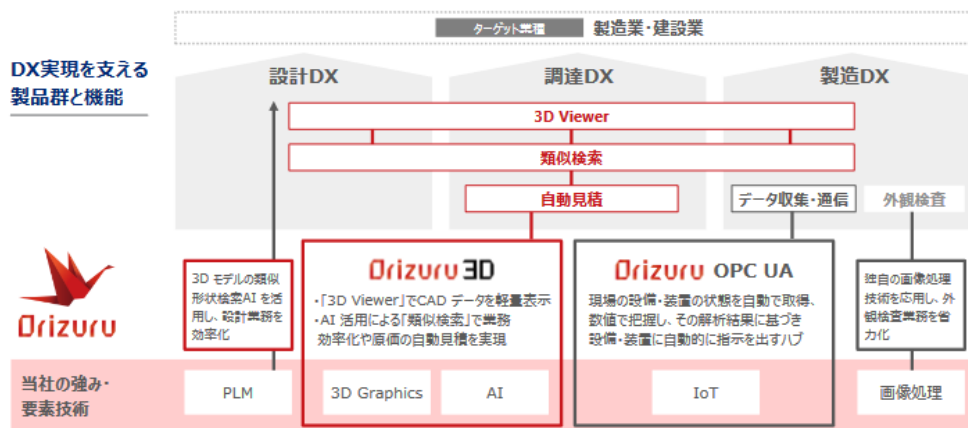 ターゲット業種 製造業・建設業
DX実現を支える
製品群と機能
設計DX
調達DX
製造DX
3D Viewer
類似検索
自動見積
データ収集・通信
外観検査
Orizuru
3D モデルの類似
形状検索AI を活
用し、設計業務を
効率化
Orizuru 3D
・「3D Viewer」でCAD データを軽量表示
・AI 活用による「類似検索」で業務
効率化や原価の自動見積を実現
Orizuru OPC UA
現場の設備・装置の状態を自動で取得、
数値で把握し、その解析結果に基づき
設備・装置に自動的に指示を出すハブ
独自の画像処理
技術を応用し、外
観検査業務を省
力化
当社の強み・
要素技術
PLM
3D Graphics
AI
IoT
画像処理